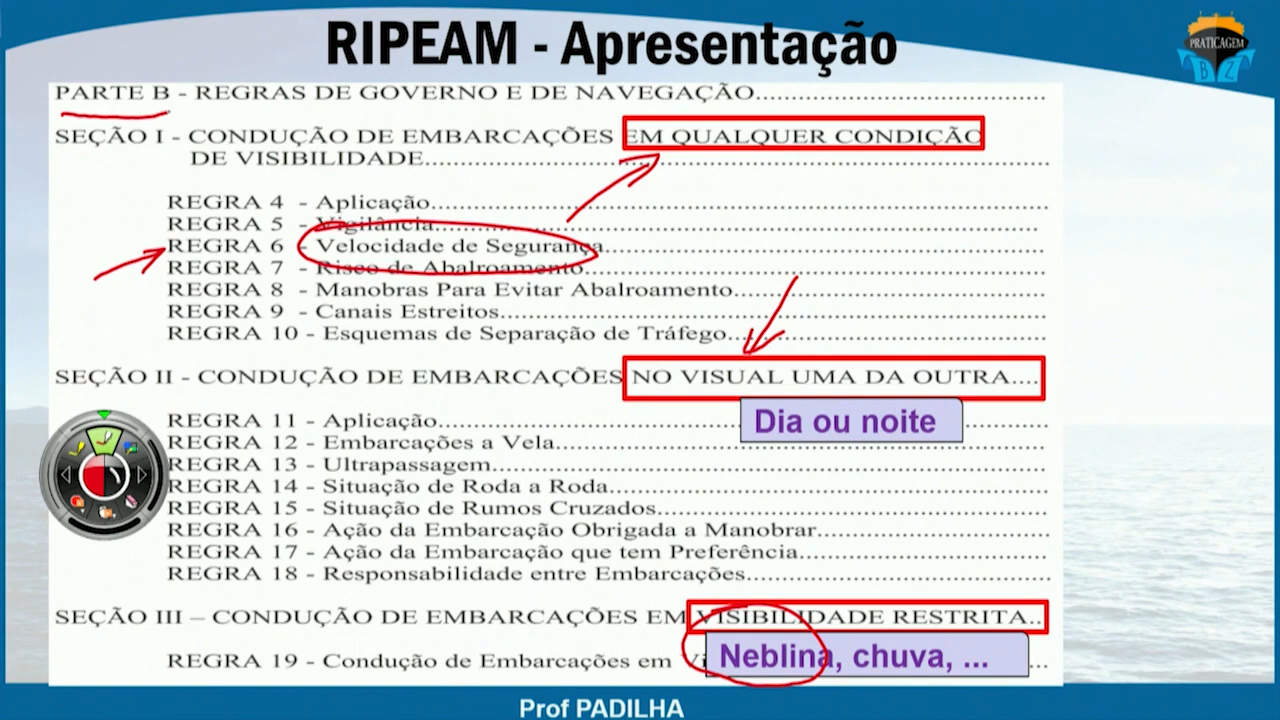 RIPEAM - Apresentação
PRATICAGEM
B Z
PARTE B - REGRAS DE GOVERNO E DE NAVEGAÇÃO
SEÇÃO I - CONDUÇÃO DE EMBARCAÇÕES EM QUALQUER CONDIÇÃO
DE VISIBILIDADE
REGRA 4 - Aplicação
REGRA 5 - Vigilância
REGRA 6 - Velocidade de Segurança
REGRA 7 - Risco de Abalroamento
REGRA 8 - Manobras Para Evitar Abalroamento
REGRA 9 - Canais Estreitos
REGRA 10 - Esquemas de Separação de Tráfego
SEÇÃO II - CONDUÇÃO DE EMBARCAÇÕES NO VISUAL UMA DA OUTRA
Dia ou noite
REGRA 11 - Aplicação
REGRA 12 - Embarcações a Vela
REGRA 13 - Ultrapassagem
REGRA 14 - Situação de Roda a Roda
REGRA 15 - Situação de Rumos Cruzados
REGRA 16 - Ação da Embarcação Obrigada a Manobrar
REGRA 17 - Ação da Embarcação que tem Preferência
REGRA 18 - Responsabilidade entre Embarcações
SEÇÃO III – CONDUÇÃO DE EMBARCAÇÕES EM VISIBILIDADE RESTRITA
REGRA 19 - Condução de Embarcações em
Neblina, chuva, ...
Prof PADILHA